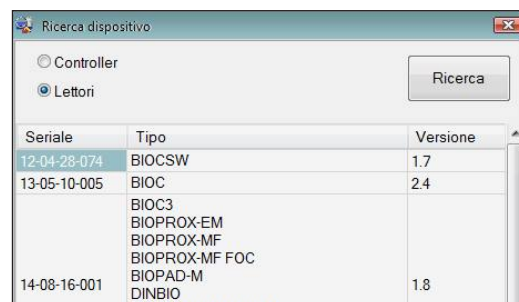 Ricerca dispositivo
Controller
Lettori
Ricerca
Seriale Tipo Versione
12-04-28-074 BIOCSW 1.7
13-05-10-005 BIOC 2.4
BIOC3
BIOPROX-EM
BIOPROX-MF
BIOPROX-MF FOC
14-08-16-001 BIOPAD-M 1.8
DINBIO